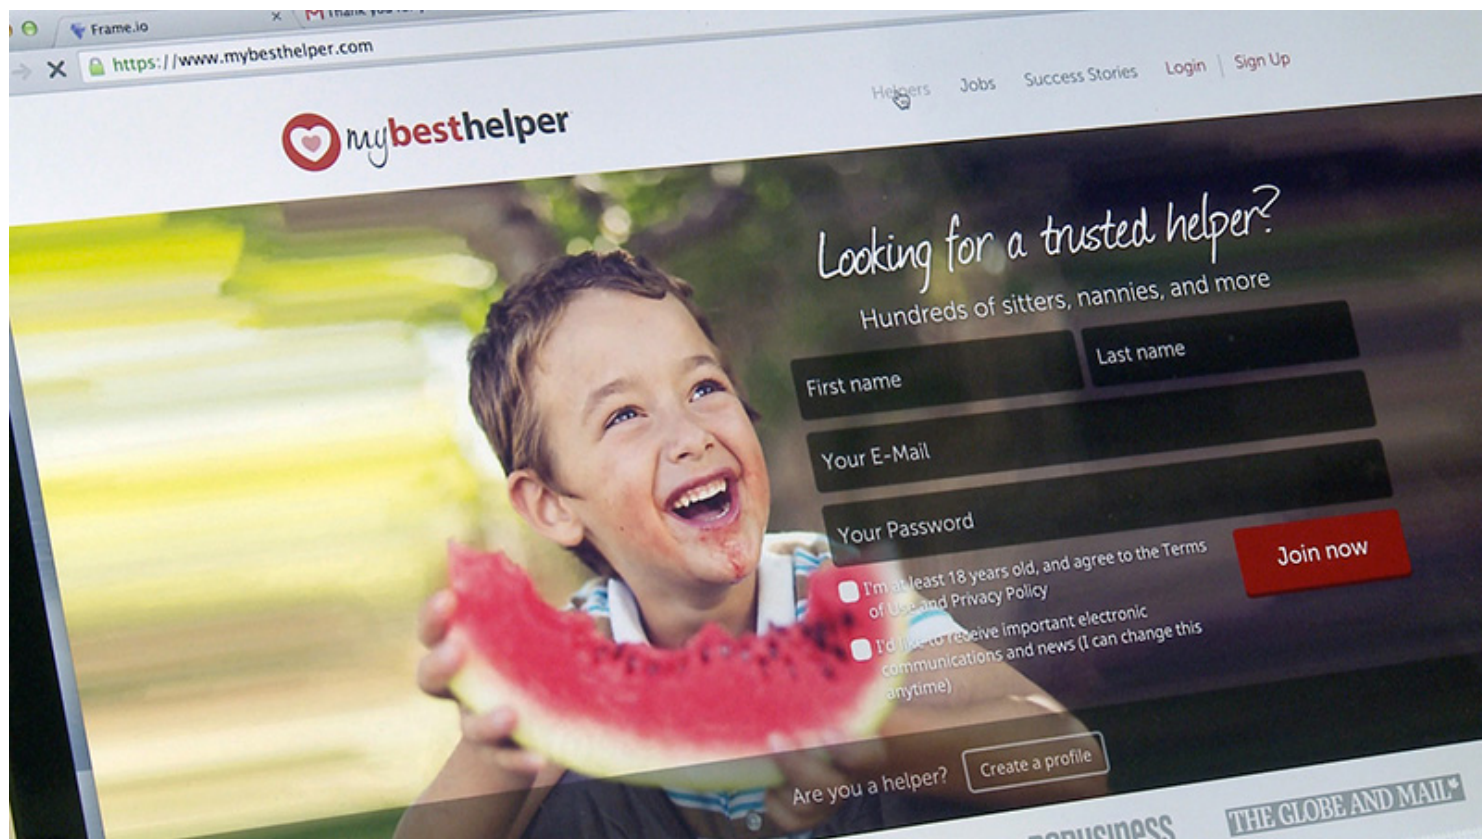 Frame.io
https://www.mybesthelper.com
Helpers Jobs Success Stories Login Sign Up
mybesthelper
Looking for a trusted helper?
Hundreds of sitters, nannies, and more
First name
Last name
Your E-Mail
Your Password
I'm at least 18 years old, and agree to the Terms
of Use and Privacy Policy
I'd like to receive important electronic
communications and news (I can change this
anytime)
Join now
Are you a helper? Create a profile
THE GLOBE AND MAIL